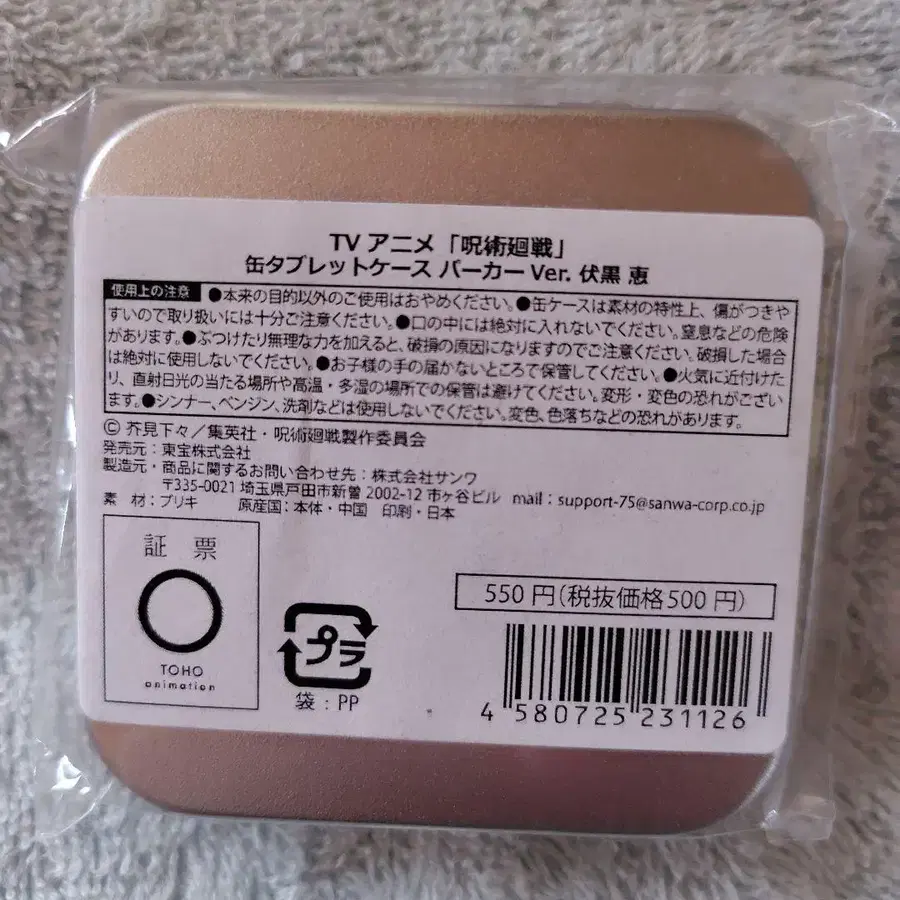 TV アニメ「呪術廻戦」
缶タブレットケース パーカー Ver. 伏黒 恵
使用上の注意 ●本来の目的以外のご使用はおやめください。●缶ケースは素材の特性上、傷がつきや
すいので取り扱いには十分ご注意ください。●口の中には絶対に入れないでください。窒息などの危険
があります。●ぶつけたり無理な力を加えると、破損の原因になりますのでご注意ください。破損した場合
は絶対に使用しないでください。●お子様の手の届かないところで保管してください。●火気に近付けた
り、直射日光の当たる場所や高温・多湿の場所での保管は避けてください。変形・変色の恐れがござい
ます。●シンナー、ベンジン、洗剤などは使用しないでください。変色、色落ちなどの恐れがあります。
© 芥見下々/集英社・呪術廻戦製作委員会
発売元:東宝株式会社
製造元・商品に関するお問い合わせ先:株式会社サンワ
〒335-0021 埼玉県戸田市新曽 2002-12 市ヶ谷ビル mail:support-75@sanwa-corp.co.jp
素 材:ブリキ 原産国:本体・中国 印刷・日本
証 票
TOHO
animation
プラ
袋:PP
550 円(税抜価格500 円)
4 580725 231126